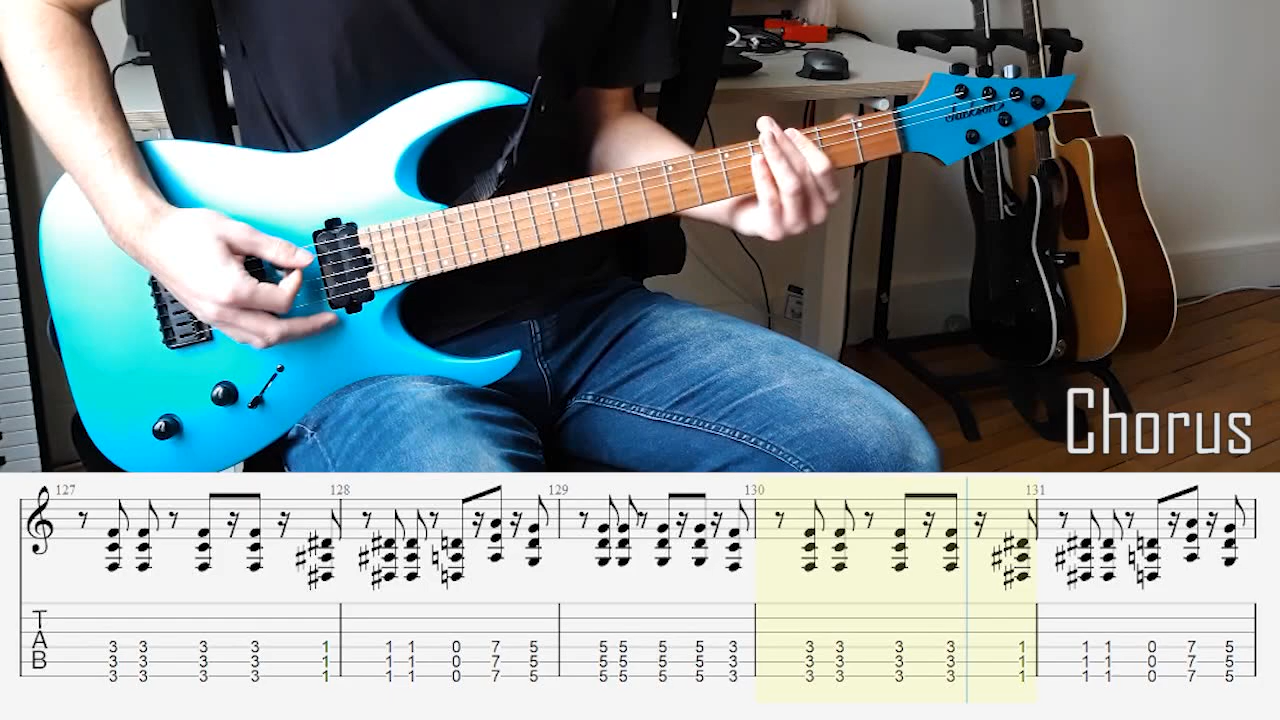 Jackson
Chorus
127 128 129 130 131
T
A
B
3 3 3 3 1 1 1 0 7 5 5 5 5 5 3 3 3 3 3 1 1 1 0 7 5
3 3 3 3 1 1 1 0 7 5 5 5 5 5 3 3 3 3 3 1 1 1 0 7 5
3 3 3 3 1 1 1 0 7 5 5 5 5 5 3 3 3 3 3 1 1 1 0 7 5